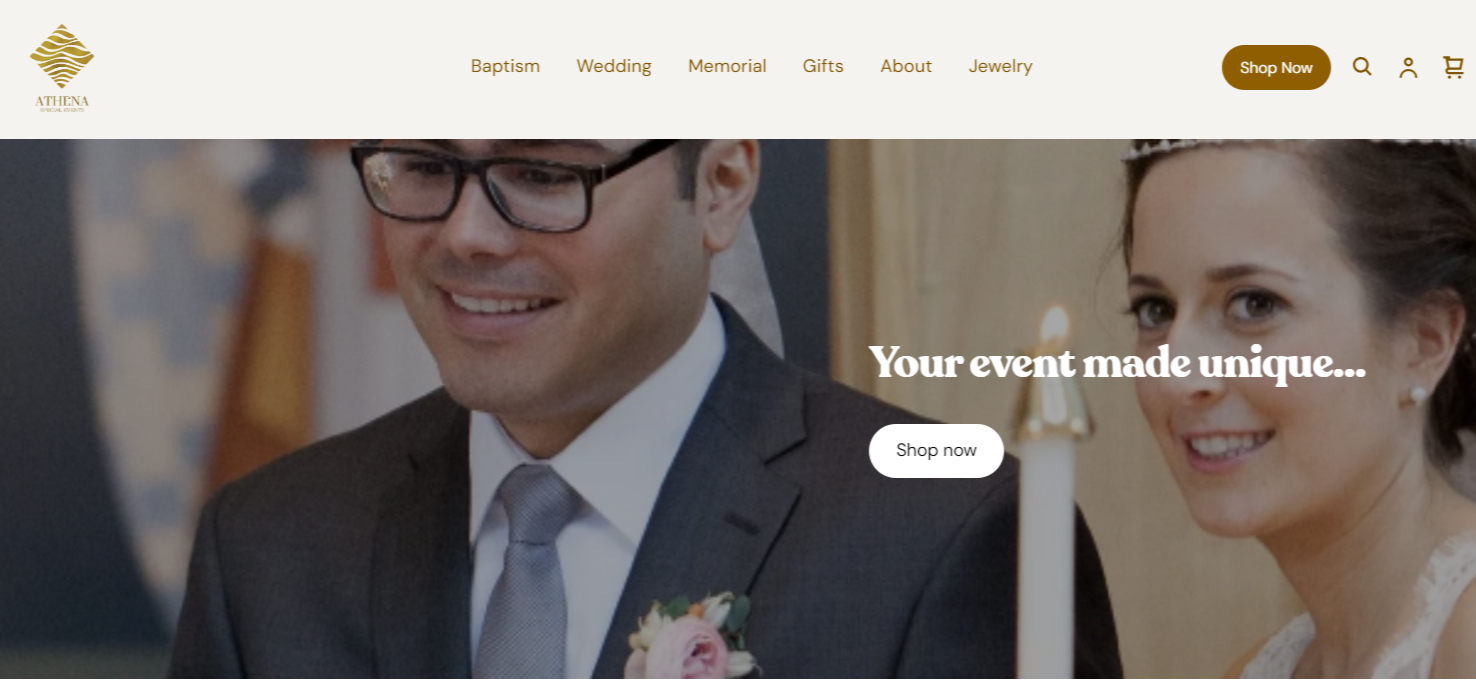 ATHENA
SPECIAL EVENTS
Baptism
Wedding
Memorial
Gifts
About
Jewelry
Shop Now
Your event made unique...
Shop now